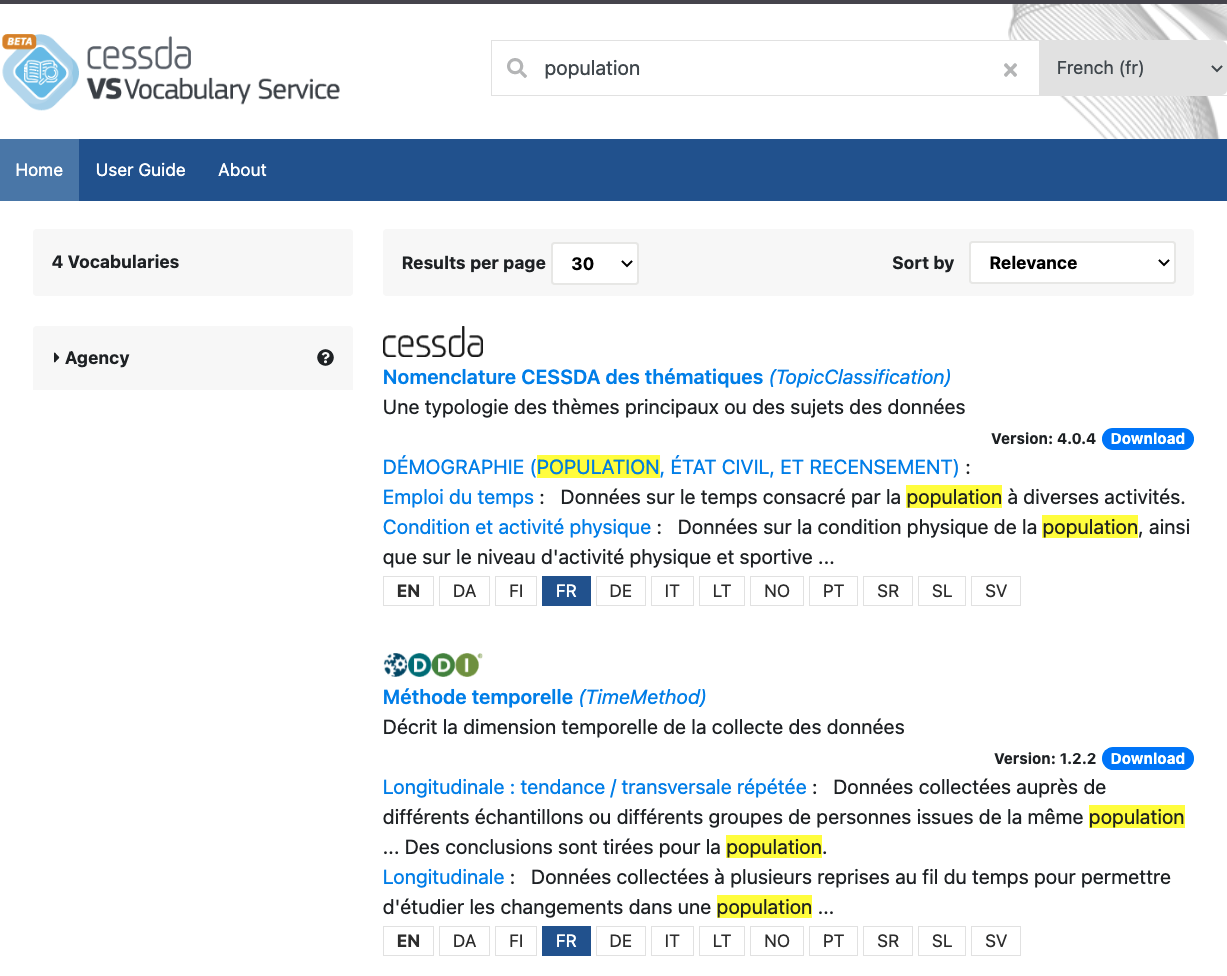 BETA
cessda
VS Vocabulary Service
population
French (fr)
Home User Guide About
4 Vocabularies
Results per page 30 Sort by Relevance
Agency
cessda
Nomenclature CESSDA des thématiques (TopicClassification)
Une typologie des thèmes principaux ou des sujets des données
Version: 4.0.4 Download
DÉMOGRAPHIE (POPULATION, ÉTAT CIVIL, ET RECENSEMENT) :
Emploi du temps : Données sur le temps consacré par la population à diverses activités.
Condition et activité physique : Données sur la condition physique de la population, ainsi
que sur le niveau d'activité physique et sportive ...
EN DA FI FR DE IT LT NO PT SR SL SV
DDI
Méthode temporelle (TimeMethod)
Décrit la dimension temporelle de la collecte des données
Version: 1.2.2 Download
Longitudinale : tendance / transversale répétée : Données collectées auprès de
différents échantillons ou différents groupes de personnes issues de la même population
... Des conclusions sont tirées pour la population.
Longitudinale : Données collectées à plusieurs reprises au fil du temps pour permettre
d'étudier les changements dans une population ...
EN DA FI FR DE IT LT NO PT SR SL SV